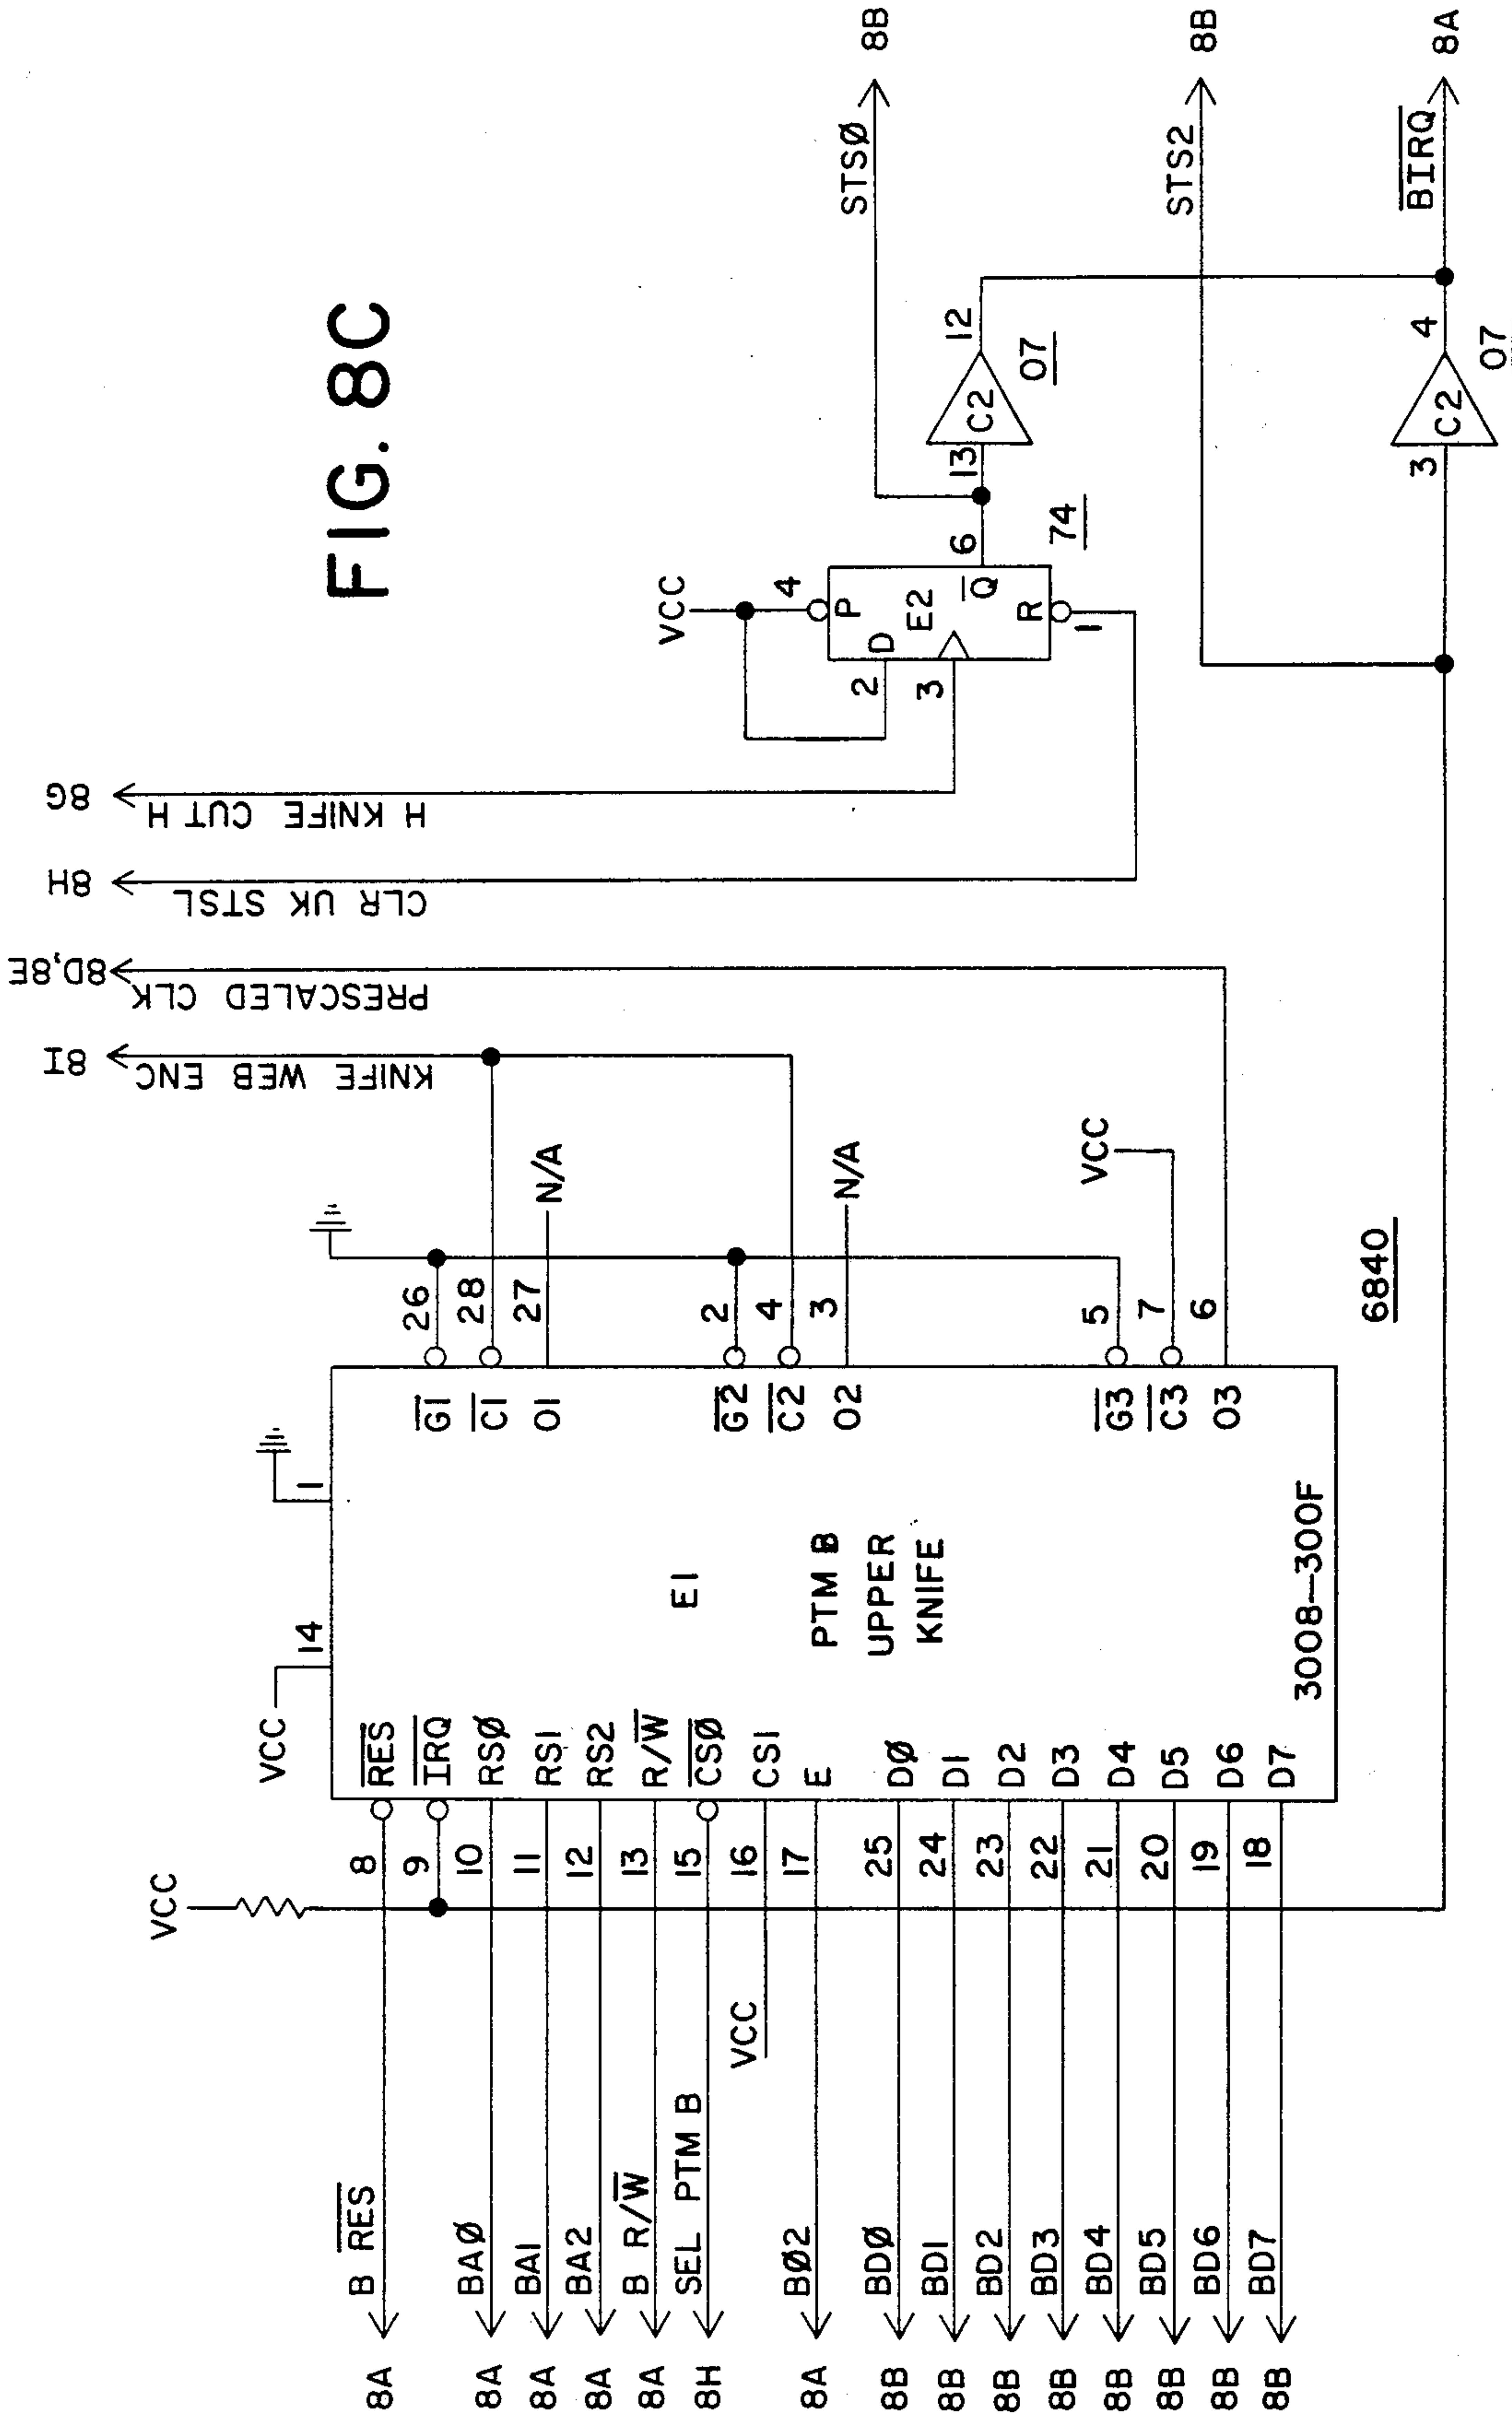 FIG. 8C
8A B RES
8A BAØ
8A BA1
8A BA2
8A B R/W
8H SEL PTM B
8A BØ2
8B BDØ
8B BD1
8B BD2
8B BD3
8B BD4
8B BD5
8B BD6
8B BD7
VCC
VCC
VCC
8 RES
9 IRQ
10 RSØ
11 RS1
12 RS2
13 R/W
15 CSØ
16 CS1
17 E
25 DØ
24 D1
23 D2
22 D3
21 D4
20 D5
19 D6
18 D7
14
1
E1
PTM B
UPPER
KNIFE
3008–300F
6840
G1 26
C1 28
O1 27 N/A
G2 2
C2 4
O2 3 N/A
G3 5
C3 7 VCC
O3 6
8I KNIFE WEB ENC
8D,8E PRESCALED CLK
8H CLR UK STSL
8G H KNIFE CUT H
VCC
4
P
2 D
E2
3
Q 6
R
1
74
13 C2 12
07
STSØ 8B
STS2 8B
3 C2 4
07
BIRQ 8A